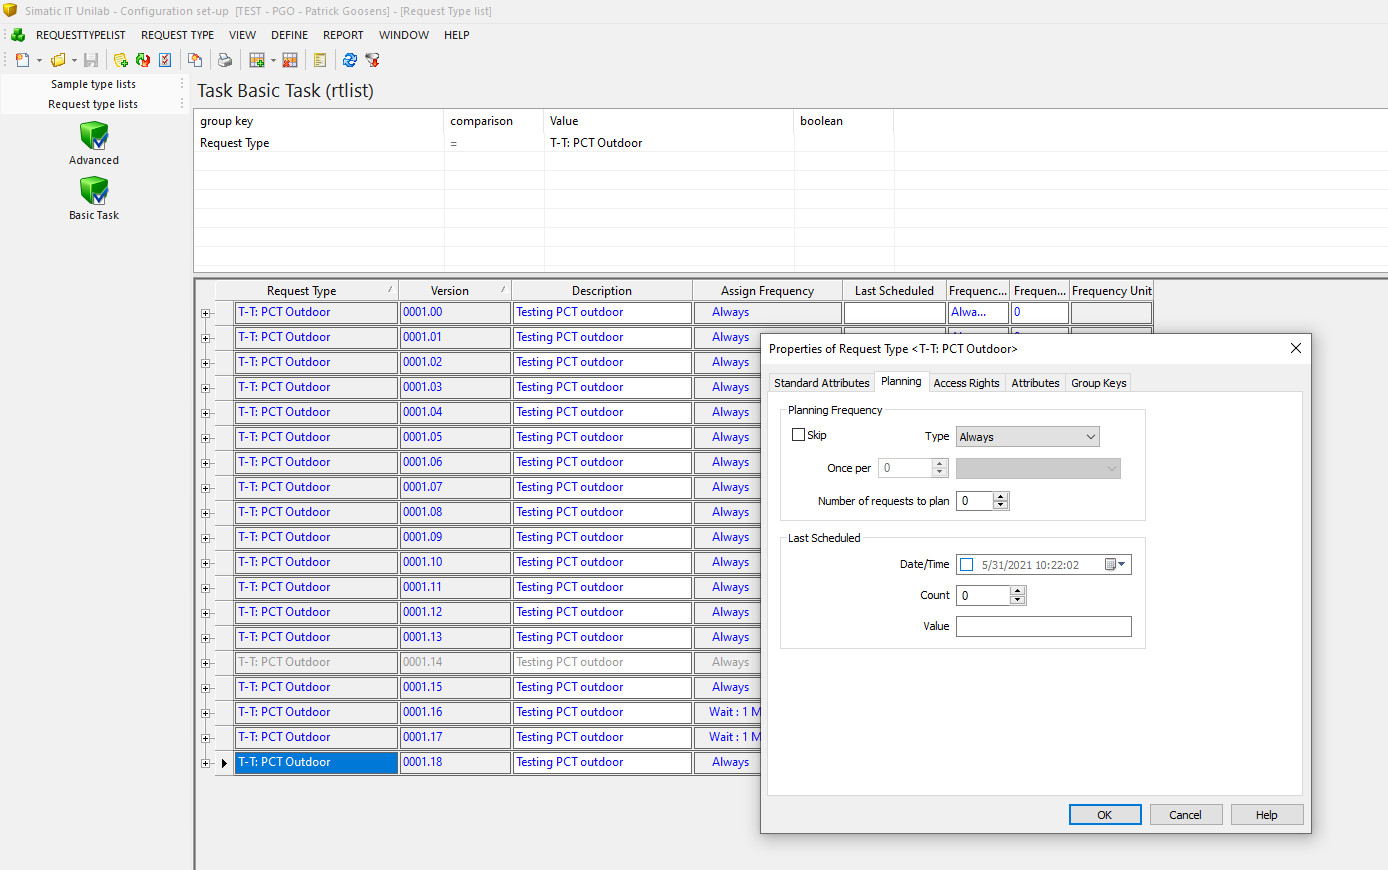 Simatic IT Unilab - Configuration set-up [TEST - PGO - Patrick Goosens] - [Request Type list]
REQUESTTYPELIST REQUEST TYPE VIEW DEFINE REPORT WINDOW HELP
Sample type lists
Request type lists
Advanced
Basic Task
Task Basic Task (rtlist)
group key comparison Value boolean
Request Type = T-T: PCT Outdoor
Request Type Version Description Assign Frequency Last Scheduled Frequenc... Frequen... Frequency Unit
T-T: PCT Outdoor 0001.00 Testing PCT outdoor Always Alwa... 0
T-T: PCT Outdoor 0001.01 Testing PCT outdoor Always
T-T: PCT Outdoor 0001.02 Testing PCT outdoor Always
T-T: PCT Outdoor 0001.03 Testing PCT outdoor Always
T-T: PCT Outdoor 0001.04 Testing PCT outdoor Always
T-T: PCT Outdoor 0001.05 Testing PCT outdoor Always
T-T: PCT Outdoor 0001.06 Testing PCT outdoor Always
T-T: PCT Outdoor 0001.07 Testing PCT outdoor Always
T-T: PCT Outdoor 0001.08 Testing PCT outdoor Always
T-T: PCT Outdoor 0001.09 Testing PCT outdoor Always
T-T: PCT Outdoor 0001.10 Testing PCT outdoor Always
T-T: PCT Outdoor 0001.11 Testing PCT outdoor Always
T-T: PCT Outdoor 0001.12 Testing PCT outdoor Always
T-T: PCT Outdoor 0001.13 Testing PCT outdoor Always
T-T: PCT Outdoor 0001.14 Testing PCT outdoor Always
T-T: PCT Outdoor 0001.15 Testing PCT outdoor Always
T-T: PCT Outdoor 0001.16 Testing PCT outdoor Wait : 1 M
T-T: PCT Outdoor 0001.17 Testing PCT outdoor Wait : 1 M
T-T: PCT Outdoor 0001.18 Testing PCT outdoor Always
Properties of Request Type <T-T: PCT Outdoor>
Standard Attributes Planning Access Rights Attributes Group Keys
Planning Frequency
Skip Type Always
Once per 0
Number of requests to plan 0
Last Scheduled
Date/Time 5/31/2021 10:22:02
Count 0
Value
OK Cancel Help